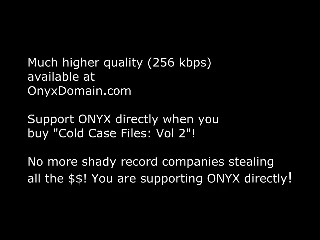 Much higher quality (256 kbps)
available at
OnyxDomain.com
Support ONYX directly when you
buy "Cold Case Files: Vol 2"!
No more shady record companies stealing
all the $$! You are supporting ONYX directly!